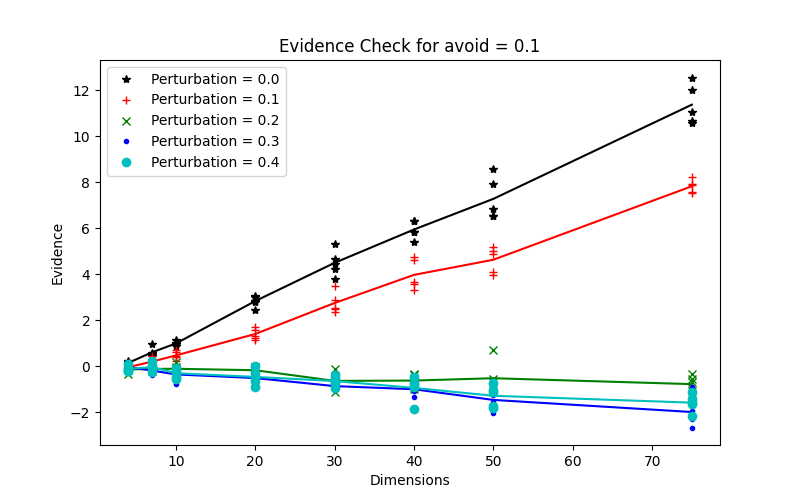 Evidence Check for avoid = 0.1
Perturbation = 0.0
Perturbation = 0.1
Perturbation = 0.2
Perturbation = 0.3
Perturbation = 0.4
Evidence
12
10
8
6
4
2
0
−2
10 20 30 40 50 60 70
Dimensions